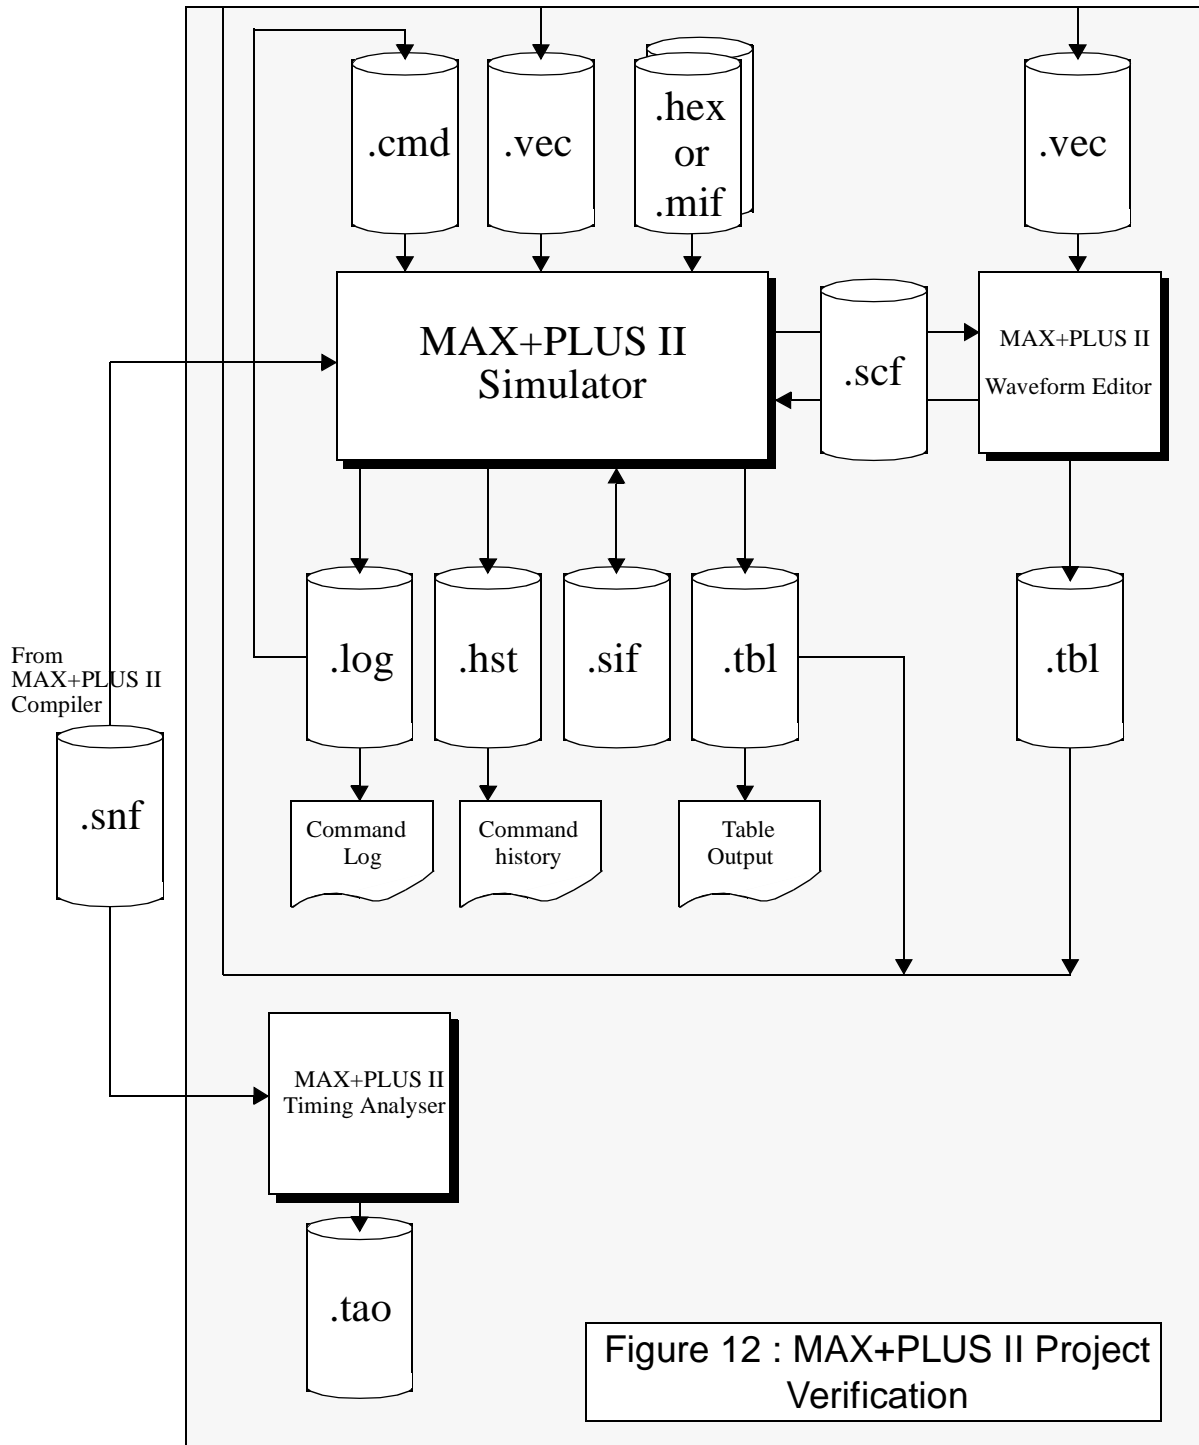 .cmd
.vec
.hex
or
.mif
.vec
MAX+PLUS II
Simulator
.scf
MAX+PLUS II
Waveform Editor
.log
.hst
.sif
.tbl
.tbl
From
MAX+PLUS II
Compiler
.snf
Command
Log
Command
history
Table
Output
MAX+PLUS II
Timing Analyser
.tao
Figure 12 : MAX+PLUS II Project
Verification